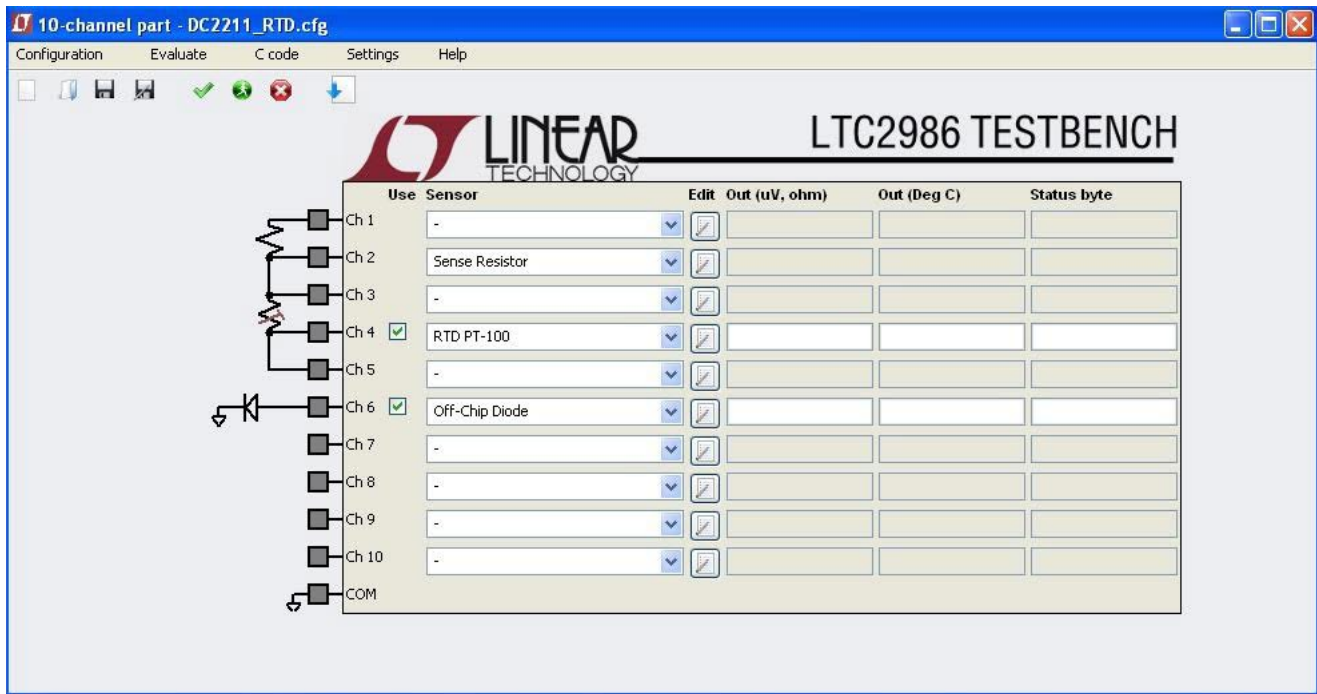 10-channel part - DC2211_RTD.cfg
Configuration Evaluate C code Settings Help
LINEAR TECHNOLOGY
LTC2986 TESTBENCH
Use Sensor Edit Out (uV, ohm) Out (Deg C) Status byte
Ch 1 -
Ch 2 Sense Resistor
Ch 3 -
Ch 4 RTD PT-100
Ch 5 -
Ch 6 Off-Chip Diode
Ch 7 -
Ch 8 -
Ch 9 -
Ch 10 -
COM